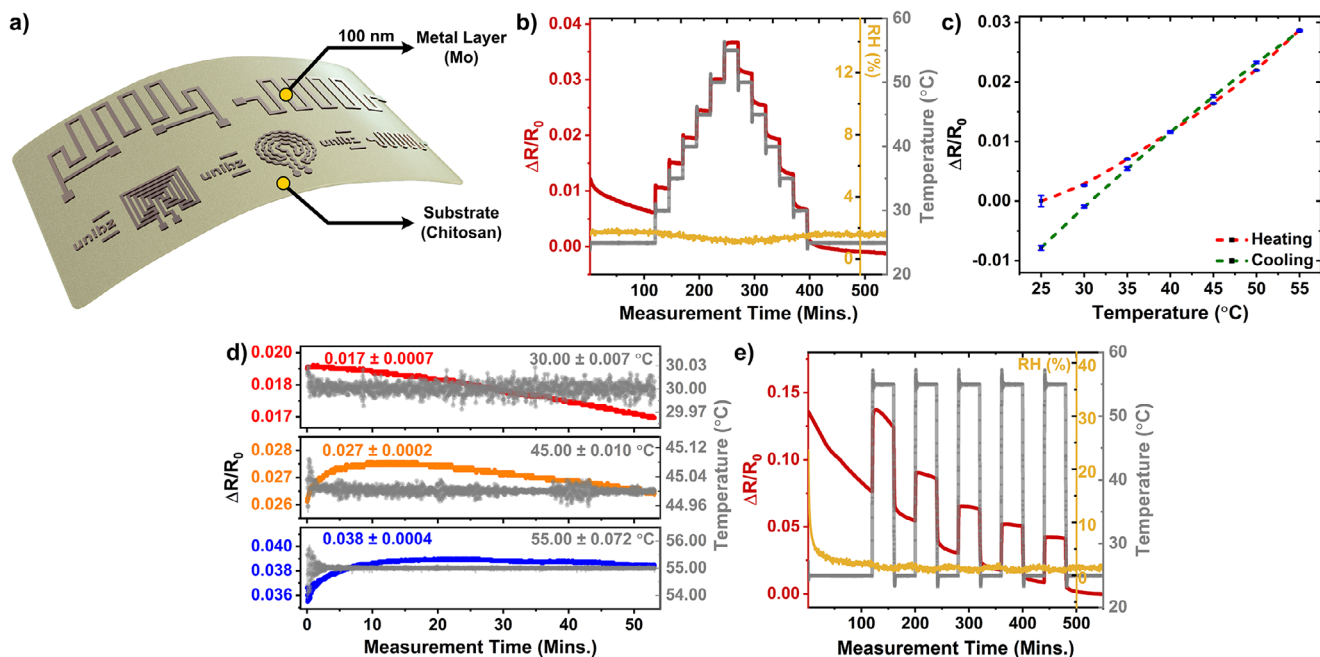 a)
100 nm
Metal Layer
(Mo)
Substrate
(Chitosan)
b)
0.04
0.03
0.02
0.01
0.00
ΔR/R0
100 200 300 400 500
Measurement Time (Mins.)
RH (%)
12
8
4
0
60
50
40
30
20
Temperature (°C)
c)
0.03
0.02
0.01
0.00
-0.01
ΔR/R0
25 30 35 40 45 50 55
Temperature (°C)
Heating
Cooling
d)
0.020
0.018
0.017
0.017 ± 0.0007
30.00 ± 0.007 °C
30.03
30.00
29.97
0.028
0.027
0.026
0.027 ± 0.0002
45.00 ± 0.010 °C
45.12
45.04
44.96
0.040
0.038
0.036
0.038 ± 0.0004
55.00 ± 0.072 °C
56.00
55.00
54.00
ΔR/R0
Temperature (°C)
0 10 20 30 40 50
Measurement Time (Mins.)
e)
0.15
0.10
0.05
0.00
ΔR/R0
100 200 300 400 500
Measurement Time (Mins.)
RH (%)
40
30
20
10
0
60
50
40
30
20
Temperature (°C)